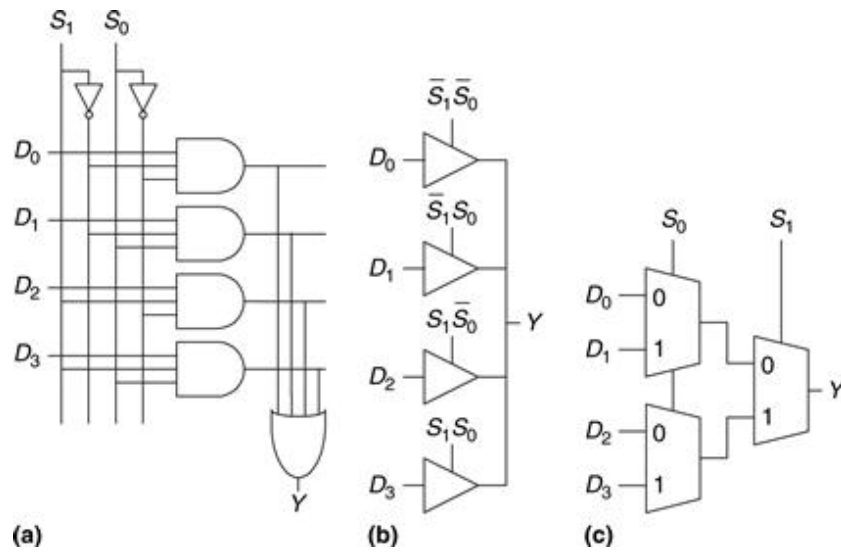 S₁ S₀
D₀
D₁
D₂
D₃
Y
(a)
S̅₁S̅₀
D₀
S̅₁S₀
D₁
S₁S̅₀
D₂
S₁S₀
D₃
Y
(b)
S₀ S₁
D₀ 0
D₁ 1
D₂ 0
D₃ 1
0
1
Y
(c)